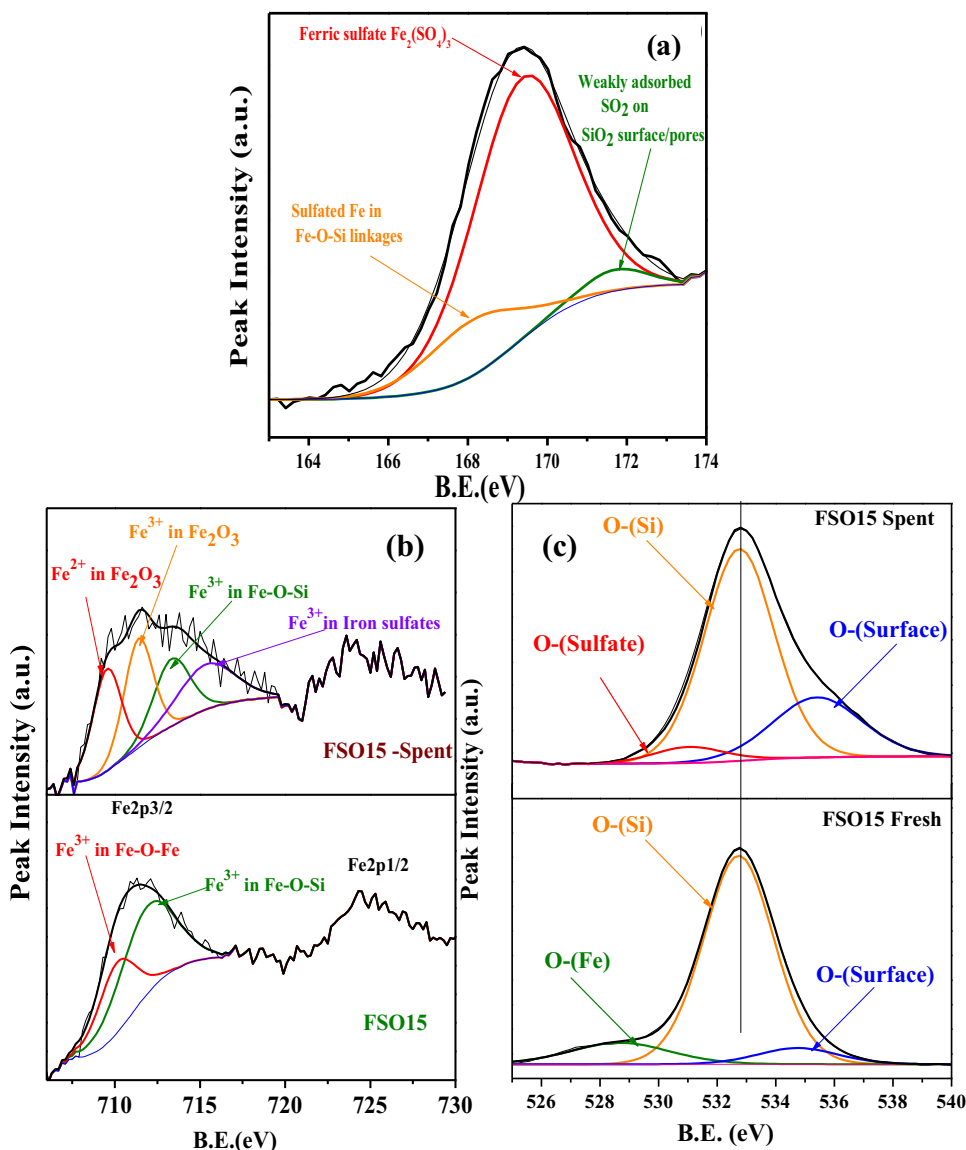 (a)
Ferric sulfate Fe2(SO4)3
Weakly adsorbed
SO2 on
SiO2 surface/pores
Sulfated Fe in
Fe-O-Si linkages
Peak Intensity (a.u.)
164 166 168 170 172 174
B.E.(eV)
(b)
Fe3+ in Fe2O3
Fe2+ in Fe2O3
Fe3+ in Fe-O-Si
Fe3+ in Iron sulfates
FSO15 -Spent
Fe2p3/2
Fe3+ in Fe-O-Fe
Fe3+ in Fe-O-Si
Fe2p1/2
FSO15
Peak Intensity (a.u.)
710 715 720 725 730
B.E.(eV)
(c)
FSO15 Spent
O-(Si)
O-(Sulfate)
O-(Surface)
FSO15 Fresh
O-(Si)
O-(Fe)
O-(Surface)
Peak Intensity (a.u.)
526 528 530 532 534 536 538 540
B.E. (eV)